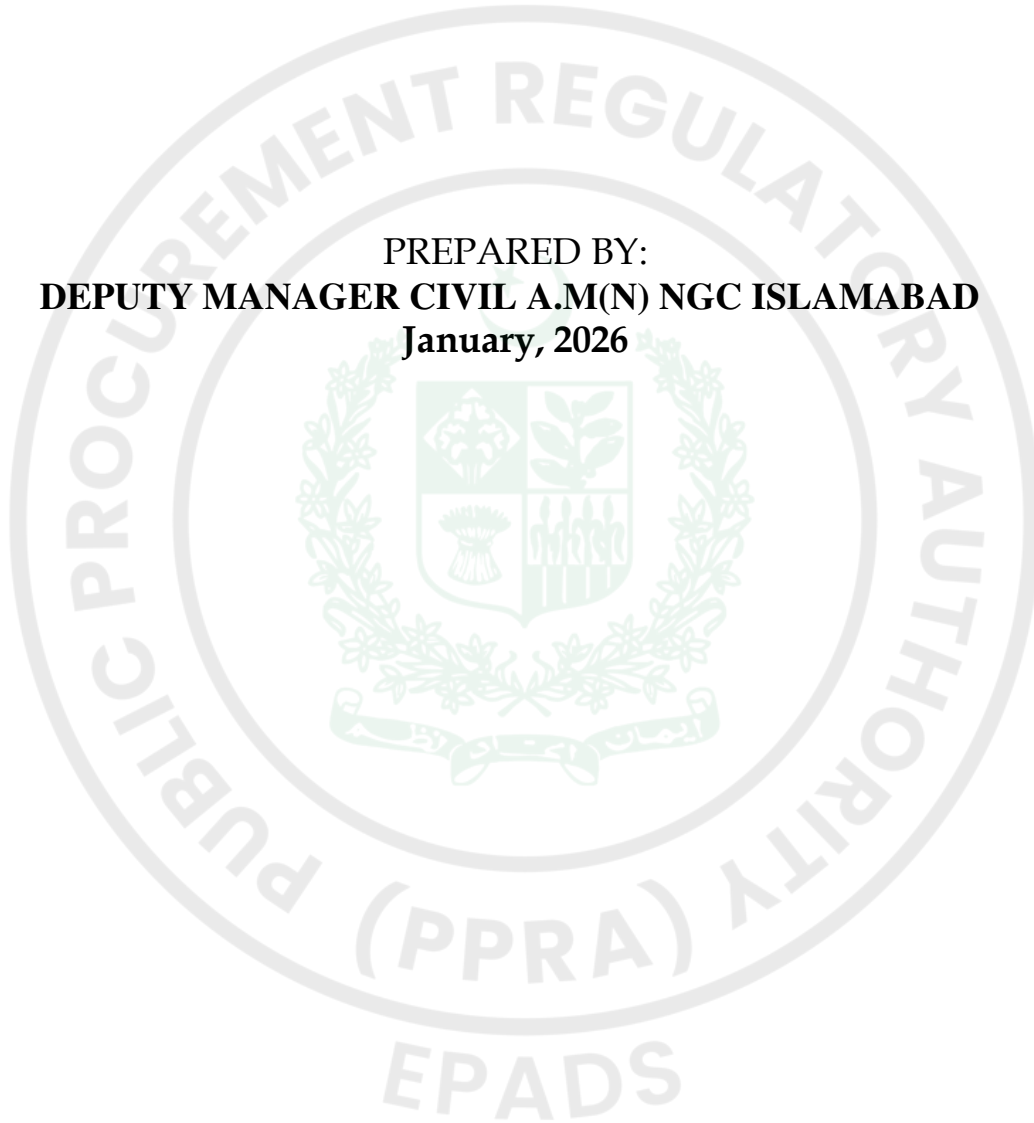 PUBLIC PROCUREMENT REGULATORY AUTHORITY
PREPARED BY:
DEPUTY MANAGER CIVIL A.M(N) NGC ISLAMABAD
January, 2026
(PPRA)
EPADS